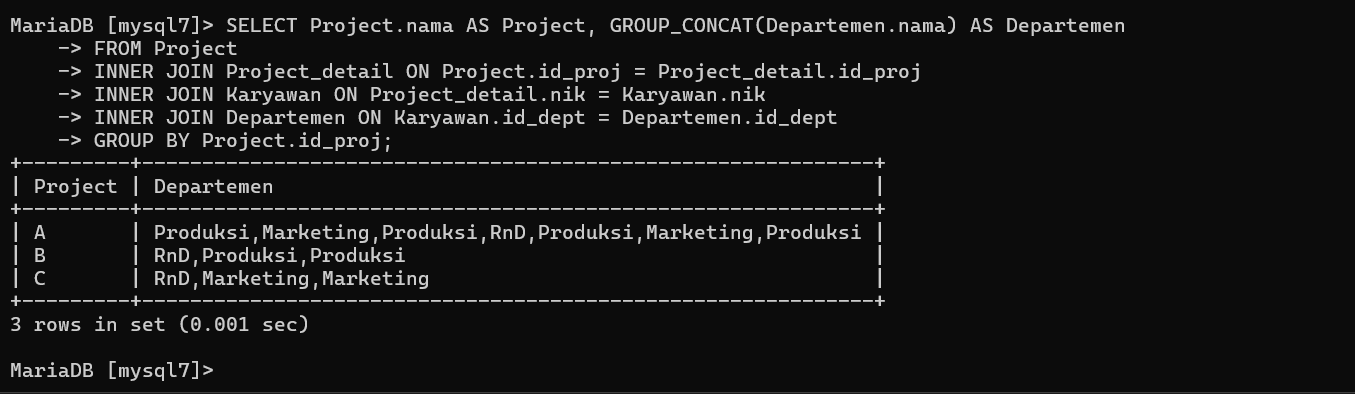 MariaDB [mysql7]> SELECT Project.nama AS Project, GROUP_CONCAT(Departemen.nama) AS Departemen
    -> FROM Project
    -> INNER JOIN Project_detail ON Project.id_proj = Project_detail.id_proj
    -> INNER JOIN Karyawan ON Project_detail.nik = Karyawan.nik
    -> INNER JOIN Departemen ON Karyawan.id_dept = Departemen.id_dept
    -> GROUP BY Project.id_proj;
+---------+-------------------------------------------------------------+
| Project | Departemen                                                  |
+---------+-------------------------------------------------------------+
| A       | Produksi,Marketing,Produksi,RnD,Produksi,Marketing,Produksi |
| B       | RnD,Produksi,Produksi                                       |
| C       | RnD,Marketing,Marketing                                     |
+---------+-------------------------------------------------------------+
3 rows in set (0.001 sec)

MariaDB [mysql7]>